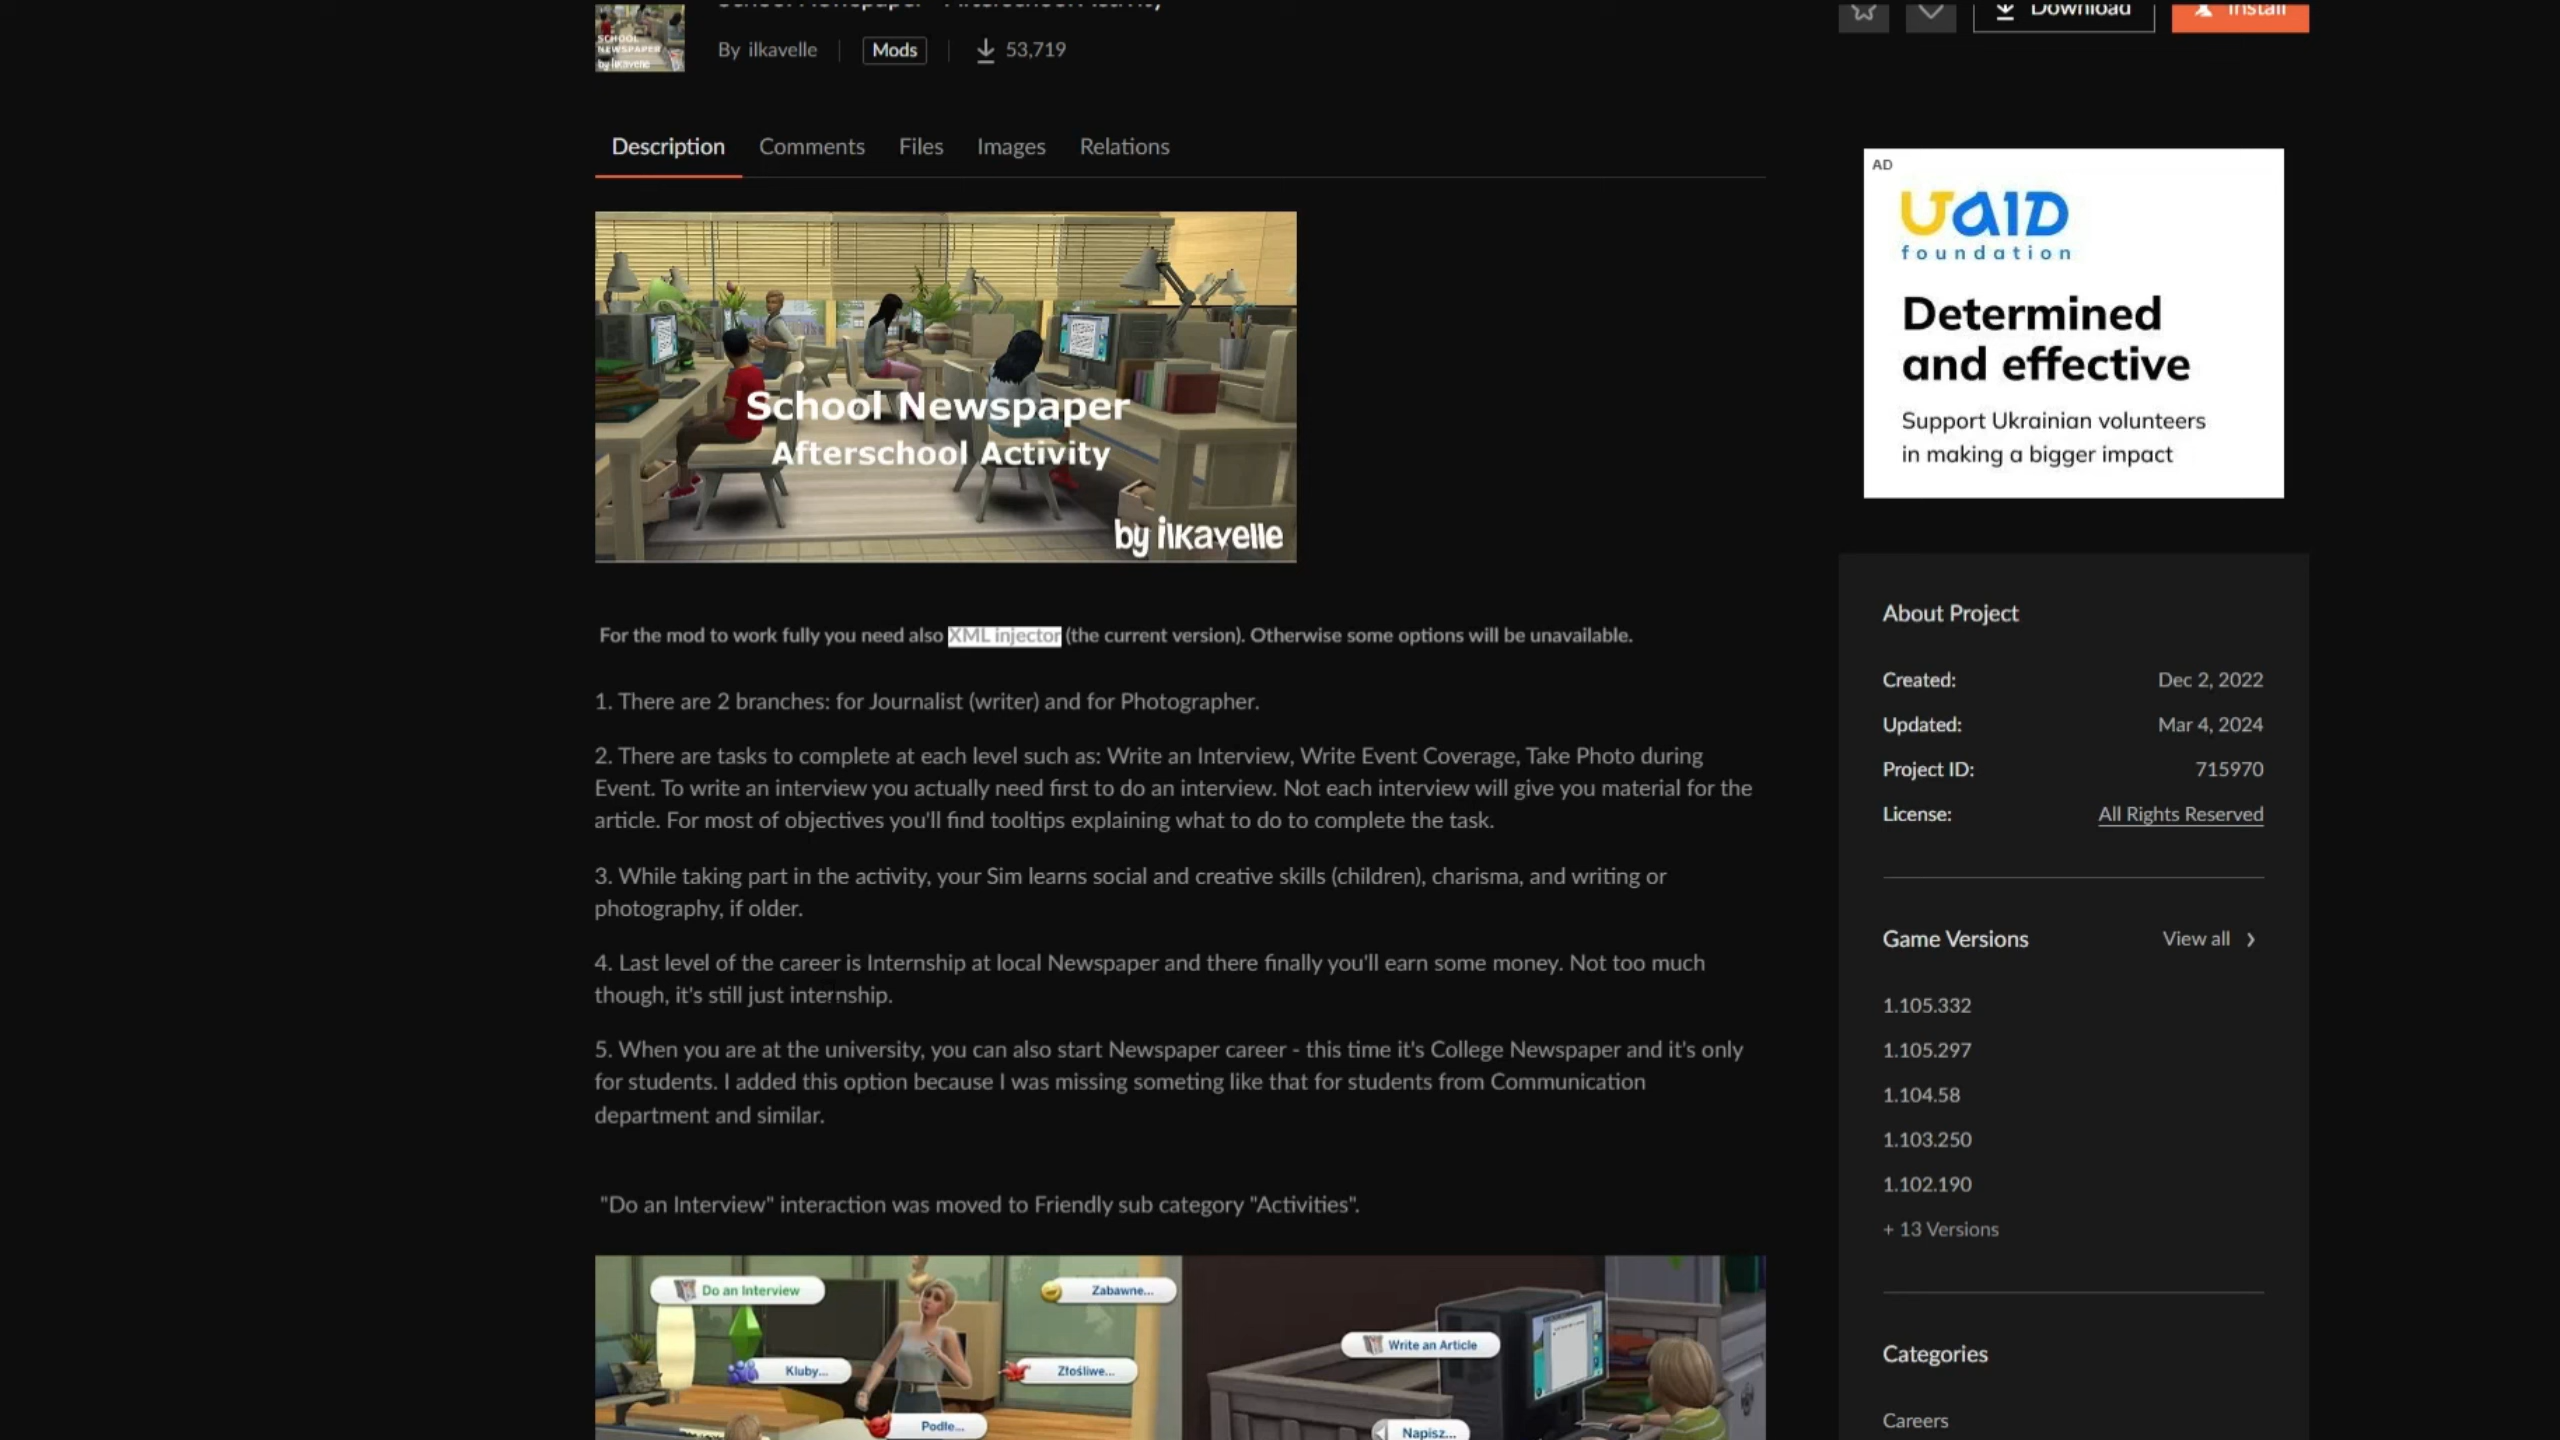 School Newspaper - Afterschool Activity
SCHOOL
NEWSPAPER
by ilkavelle
By ilkavelle
Mods
53,719
Download
Install
Description
Comments
Files
Images
Relations
School Newspaper
Afterschool Activity
by ilkavelle
For the mod to work fully you need also XML injector (the current version). Otherwise some options will be unavailable.
1. There are 2 branches: for Journalist (writer) and for Photographer.
2. There are tasks to complete at each level such as: Write an Interview, Write Event Coverage, Take Photo during
Event. To write an interview you actually need first to do an interview. Not each interview will give you material for the
article. For most of objectives you'll find tooltips explaining what to do to complete the task.
3. While taking part in the activity, your Sim learns social and creative skills (children), charisma, and writing or
photography, if older.
4. Last level of the career is Internship at local Newspaper and there finally you'll earn some money. Not too much
though, it's still just internship.
5. When you are at the university, you can also start Newspaper career - this time it's College Newspaper and it's only
for students. I added this option because I was missing someting like that for students from Communication
department and similar.
"Do an Interview" interaction was moved to Friendly sub category "Activities".
Do an Interview
Zabawne...
Kluby...
Złośliwe...
Podle...
Write an Article
Napisz...
AD
UAID
foundation
Determined
and effective
Support Ukrainian volunteers
in making a bigger impact
About Project
Created: Dec 2, 2022
Updated: Mar 4, 2024
Project ID: 715970
License: All Rights Reserved
Game Versions
View all
1.105.332
1.105.297
1.104.58
1.103.250
1.102.190
+ 13 Versions
Categories
Careers